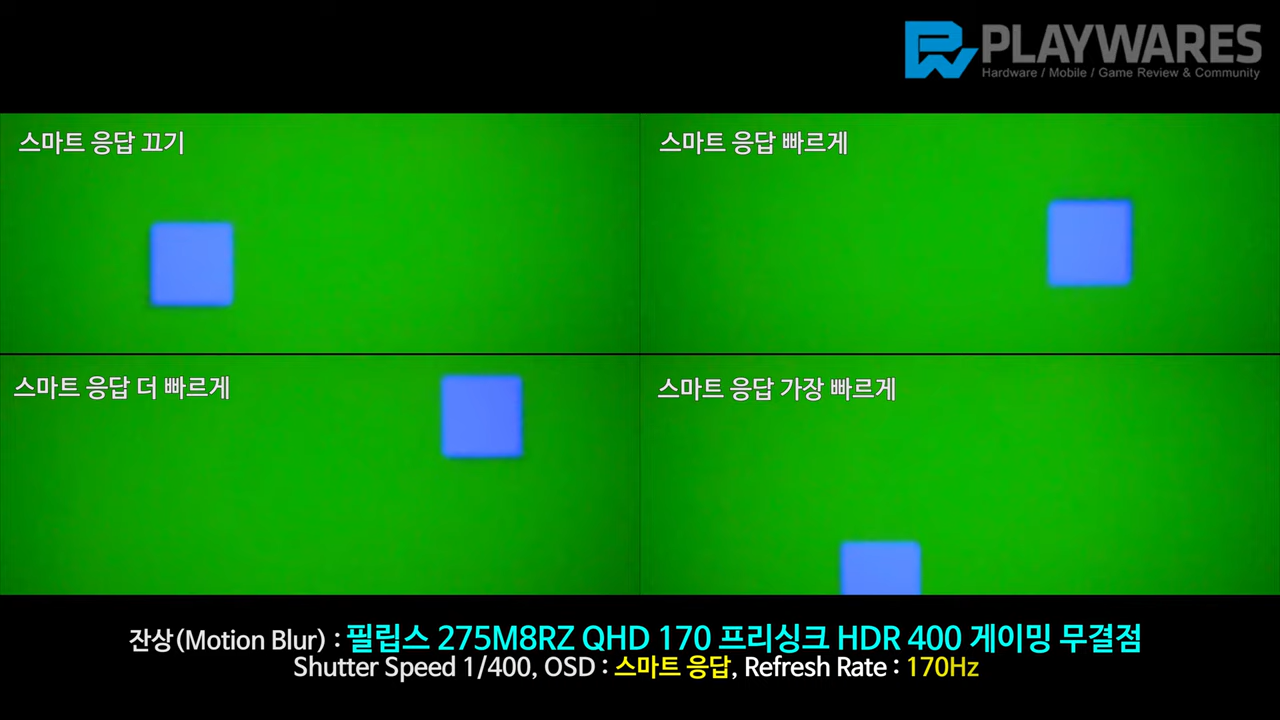 PLAYWARES
Hardware / Mobile / Game Review & Community
스마트 응답 끄기
스마트 응답 빠르게
스마트 응답 더 빠르게
스마트 응답 가장 빠르게
잔상(Motion Blur) : 필립스 275M8RZ QHD 170 프리싱크 HDR 400 게이밍 무결점
Shutter Speed 1/400, OSD : 스마트 응답, Refresh Rate : 170Hz